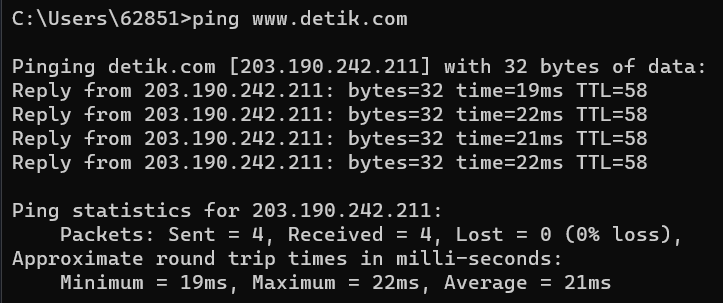 C:\Users\62851>ping www.detik.com
Pinging detik.com [203.190.242.211] with 32 bytes of data:
Reply from 203.190.242.211: bytes=32 time=19ms TTL=58
Reply from 203.190.242.211: bytes=32 time=22ms TTL=58
Reply from 203.190.242.211: bytes=32 time=21ms TTL=58
Reply from 203.190.242.211: bytes=32 time=22ms TTL=58
Ping statistics for 203.190.242.211:
Packets: Sent = 4, Received = 4, Lost = 0 (0% loss),
Approximate round trip times in milli-seconds:
Minimum = 19ms, Maximum = 22ms, Average = 21ms